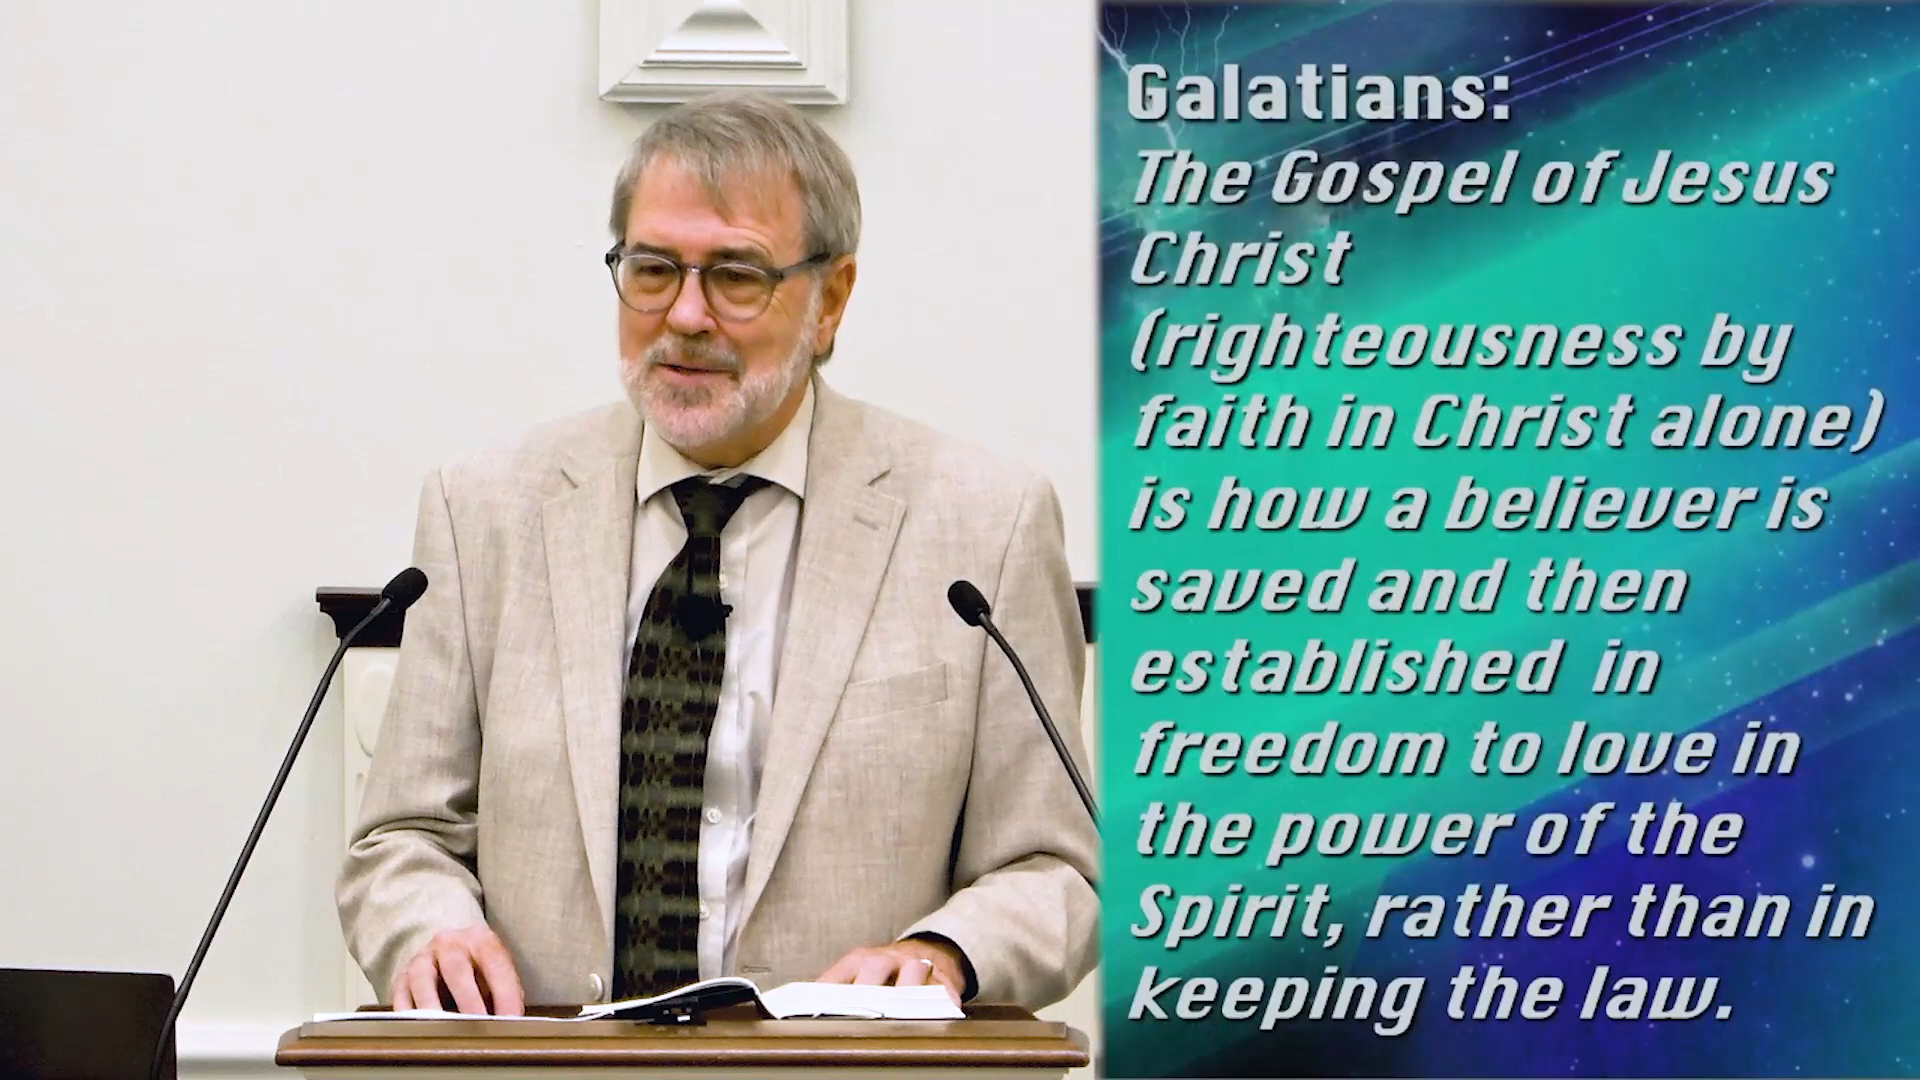 Galatians:
The Gospel of Jesus
Christ
(righteousness by
faith in Christ alone)
is how a believer is
saved and then
established in
freedom to love in
the power of the
Spirit, rather than in
keeping the law.